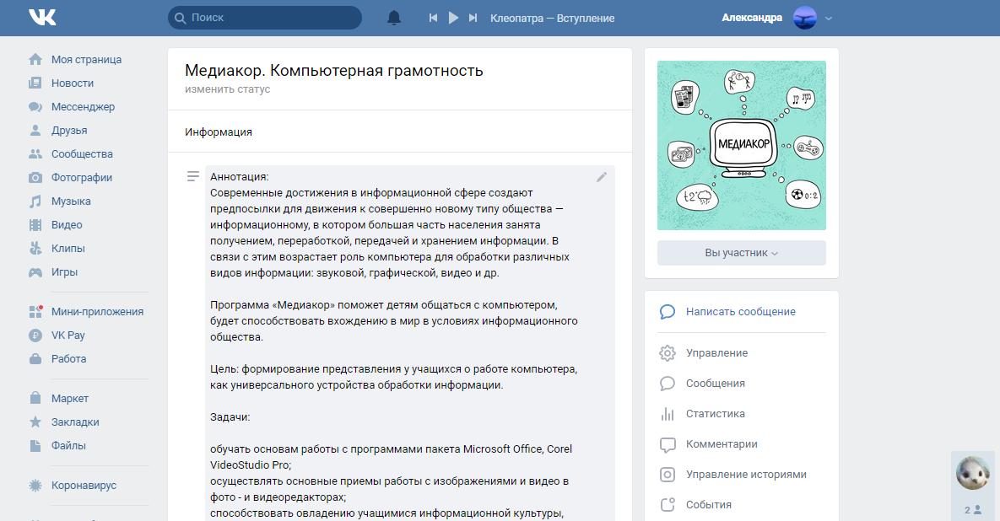 Поиск
Клеопатра — Вступление
Александра
Моя страница
Новости
Мессенджер
Друзья
Сообщества
Фотографии
Музыка
Видео
Клипы
Игры
Мини-приложения
VK Pay
Работа
Маркет
Закладки
Файлы
Коронавирус
Медиакор. Компьютерная грамотность
изменить статус
Информация
Аннотация:
Современные достижения в информационной сфере создают
предпосылки для движения к совершенно новому типу общества —
информационному, в котором большая часть населения занята
получением, переработкой, передачей и хранением информации. В
связи с этим возрастает роль компьютера для обработки различных
видов информации: звуковой, графической, видео и др.
Программа «Медиакор» поможет детям общаться с компьютером,
будет способствовать вхождению в мир в условиях информационного
общества.
Цель: формирование представления у учащихся о работе компьютера,
как универсального устройства обработки информации.
Задачи:
обучать основам работы с программами пакета Microsoft Office, Corel
VideoStudio Pro;
осуществлять основные приемы работы с изображениями и видео в
фото - и видеоредакторах;
способствовать овладению учащимися информационной культуры,
МЕДИАКОР
t2°
0:2
Вы участник
Написать сообщение
Управление
Сообщения
Статистика
Комментарии
Управление историями
События
2